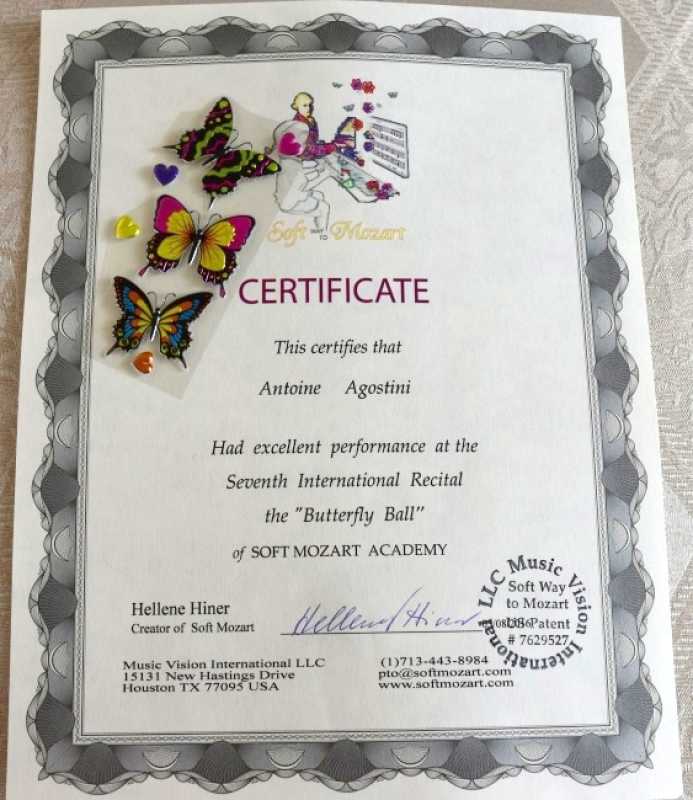 Soft WAY TO Mozart
CERTIFICATE
This certifies that
Antoine Agostini
Had excellent performance at the
Seventh International Recital
the "Butterfly Ball"
of SOFT MOZART ACADEMY
Hellene Hiner
Creator of Soft Mozart
Hellene Hiner
Music Vision International LLC
Soft Way
to Mozart
US Patent
# 7629527
Music Vision International LLC
15131 New Hastings Drive
Houston TX 77095 USA
(1)713-443-8984
pto@softmozart.com
www.softmozart.com